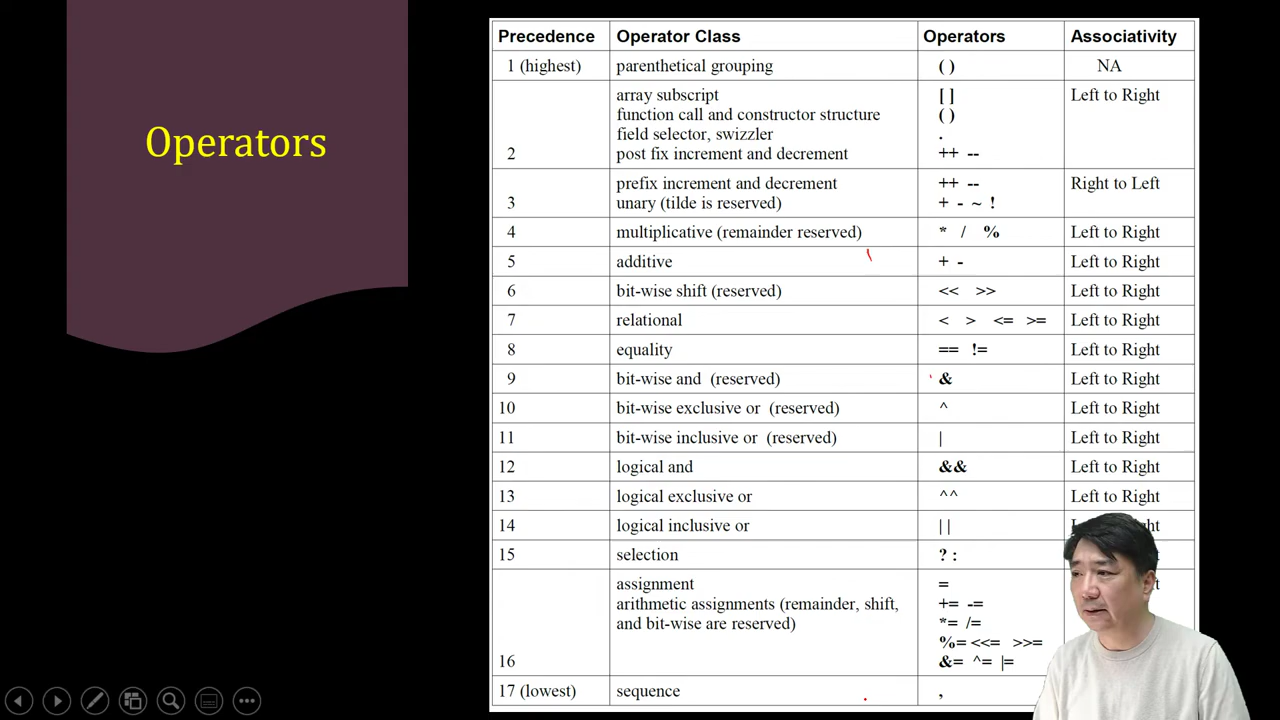 Operators
Precedence Operator Class Operators Associativity
1 (highest) parenthetical grouping ( ) NA
array subscript [ ] Left to Right
function call and constructor structure ( )
field selector, swizzler .
2 post fix increment and decrement ++ --
prefix increment and decrement ++ -- Right to Left
3 unary (tilde is reserved) + - ~ !
4 multiplicative (remainder reserved) * / % Left to Right
5 additive + - Left to Right
6 bit-wise shift (reserved) << >> Left to Right
7 relational < > <= >= Left to Right
8 equality == != Left to Right
9 bit-wise and (reserved) & Left to Right
10 bit-wise exclusive or (reserved) ^ Left to Right
11 bit-wise inclusive or (reserved) | Left to Right
12 logical and && Left to Right
13 logical exclusive or ^^ Left to Right
14 logical inclusive or | |
15 selection ? :
assignment =
arithmetic assignments (remainder, shift, += -=
and bit-wise are reserved) *= /=
%= <<= >>=
16 &= ^= |=
17 (lowest) sequence ,